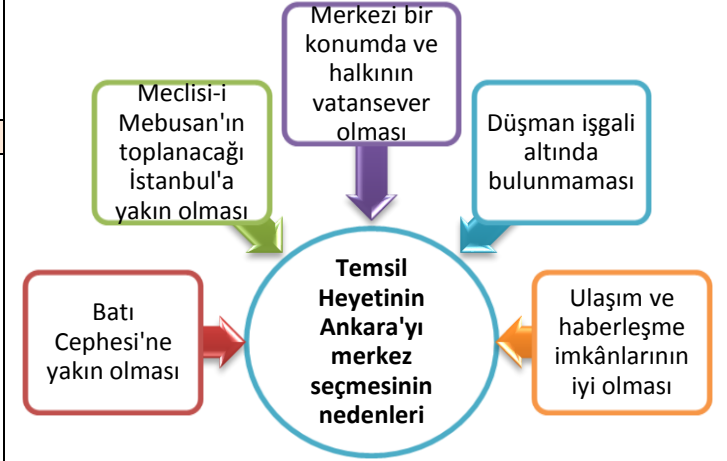 Merkezi bir
konumda ve
halkının
vatansever
olması
Meclisi-i
Mebusan'ın
toplanacağı
İstanbul'a
yakın olması
Düşman işgali
altında
bulunmaması
Batı
Cephesi'ne
yakın olması
Temsil
Heyetinin
Ankara'yı
merkez
seçmesinin
nedenleri
Ulaşım ve
haberleşme
imkânlarının
iyi olması